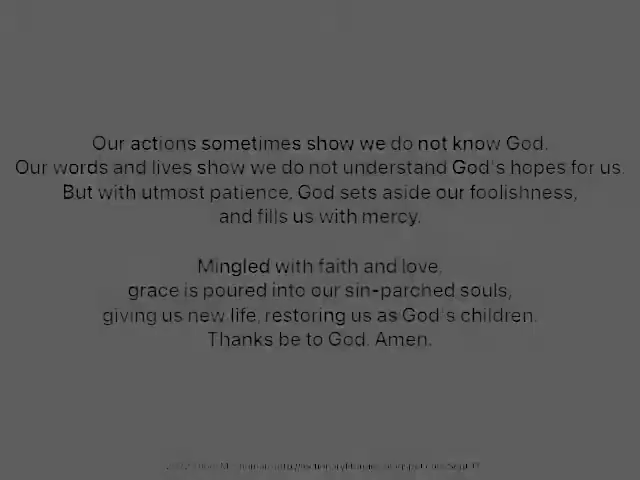 Our actions sometimes show we do not know God.
Our words and lives show we do not understand God's hopes for us.
But with utmost patience, God sets aside our foolishness,
and fills us with mercy.
Mingled with faith and love,
grace is poured into our sin-parched souls,
giving us new life, restoring us as God's children.
Thanks be to God. Amen.